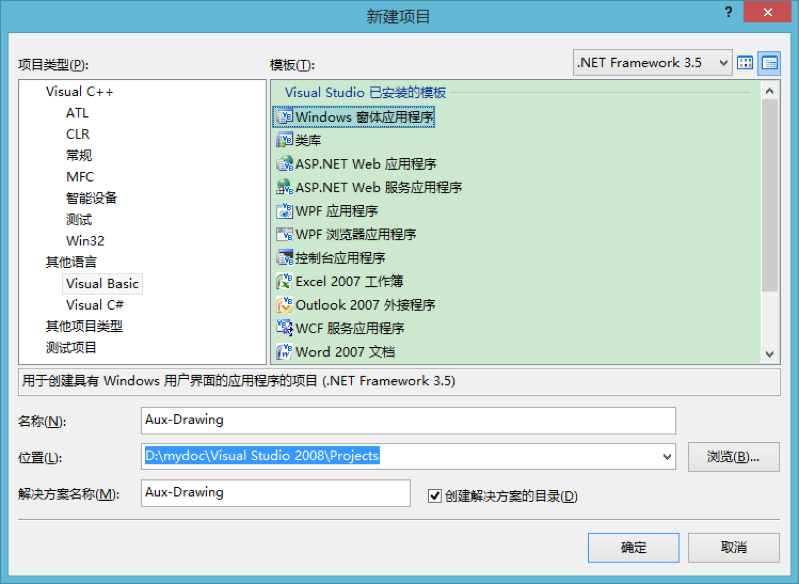 新建项目
?
项目类型(P):
模板(T):
.NET Framework 3.5
Visual C++
ATL
CLR
常规
MFC
智能设备
测试
Win32
其他语言
Visual Basic
Visual C#
其他项目类型
测试项目
Visual Studio 已安装的模板
Windows 窗体应用程序
类库
ASP.NET Web 应用程序
ASP.NET Web 服务应用程序
WPF 应用程序
WPF 浏览器应用程序
控制台应用程序
Excel 2007 工作簿
Outlook 2007 外接程序
WCF 服务应用程序
Word 2007 文档
用于创建具有 Windows 用户界面的应用程序的项目 (.NET Framework 3.5)
名称(N):
Aux-Drawing
位置(L):
D:\mydoc\Visual Studio 2008\Projects
浏览(B)...
解决方案名称(M):
Aux-Drawing
创建解决方案的目录(D)
确定
取消